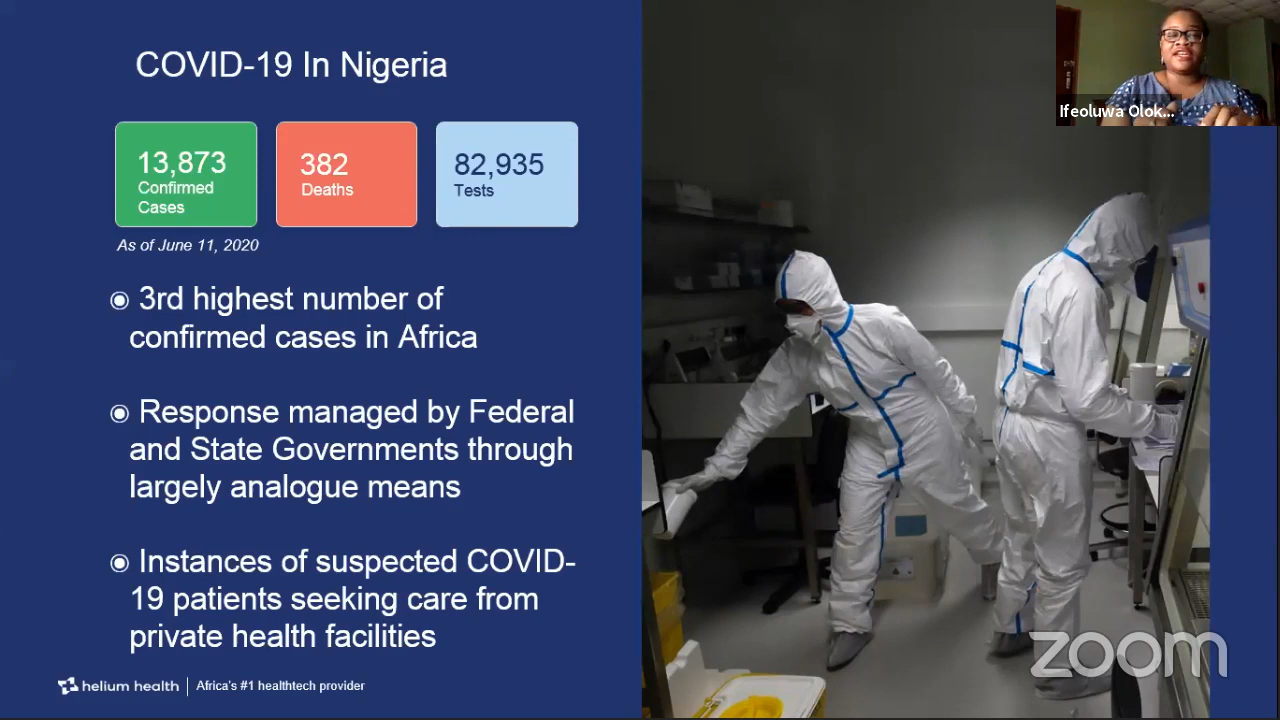 COVID-19 In Nigeria
13,873
Confirmed
Cases
382
Deaths
82,935
Tests
As of June 11, 2020
3rd highest number of
confirmed cases in Africa
Response managed by Federal
and State Governments through
largely analogue means
Instances of suspected COVID-
19 patients seeking care from
private health facilities
helium health
Africa's #1 healthtech provider
Ifeoluwa Olok...
zoom